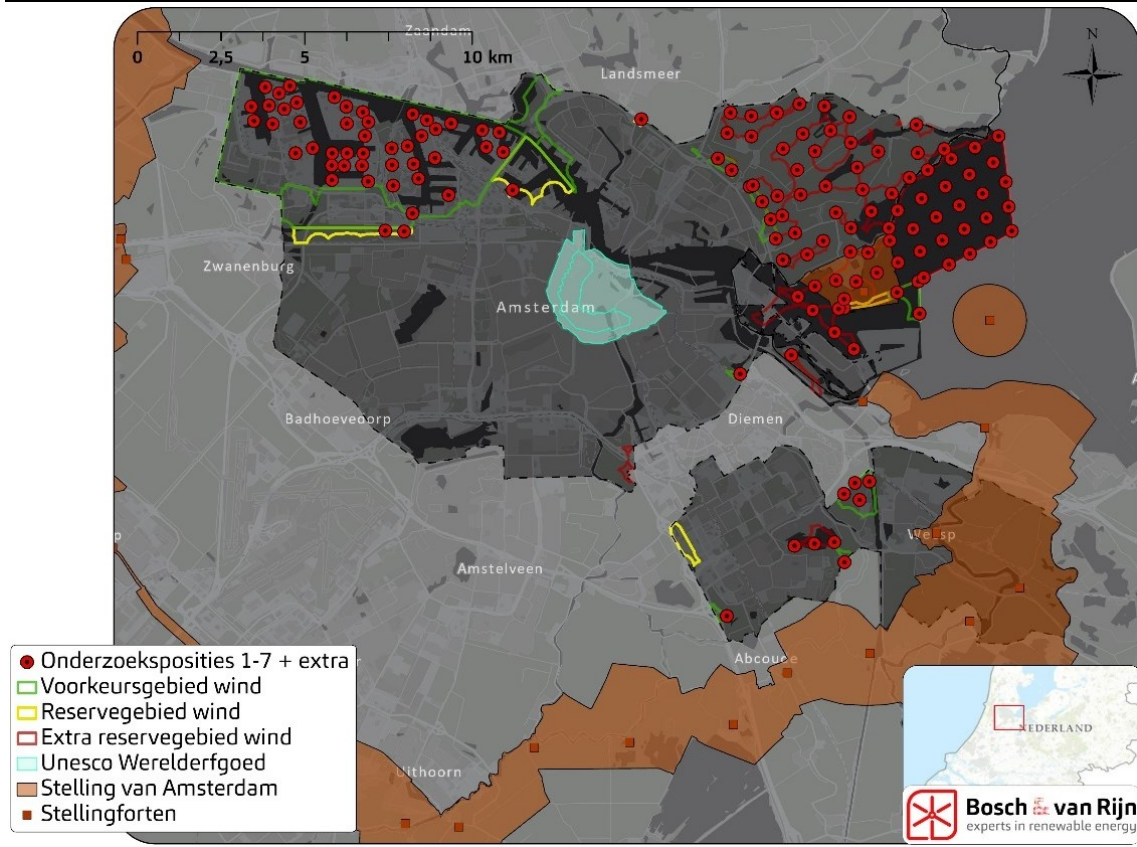 Zaandam
0 2,5 5 10 km
Landsmeer
N
Zwanenburg
Amsterdam
Badhoevedorp
Diemen
Weesp
Amstelveen
Abcoude
Uithoorn
Onderzoeksposities 1-7 + extra
Voorkeursgebied wind
Reservegebied wind
Extra reservegebied wind
Unesco Werelderfgoed
Stelling van Amsterdam
Stellingforten
NEDERLAND
Bosch & van Rijn
experts in renewable energy